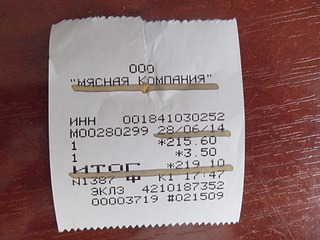 ООО
"МЯСНАЯ КОМПАНИЯ"
ИНН 001841030252
М00280299 28/06/14
1 *215.60
1 *3.50
ИТОГ *219.10
N1387 Ф К1 17:47
ЭКЛЗ 4210187352
00003719 #021509